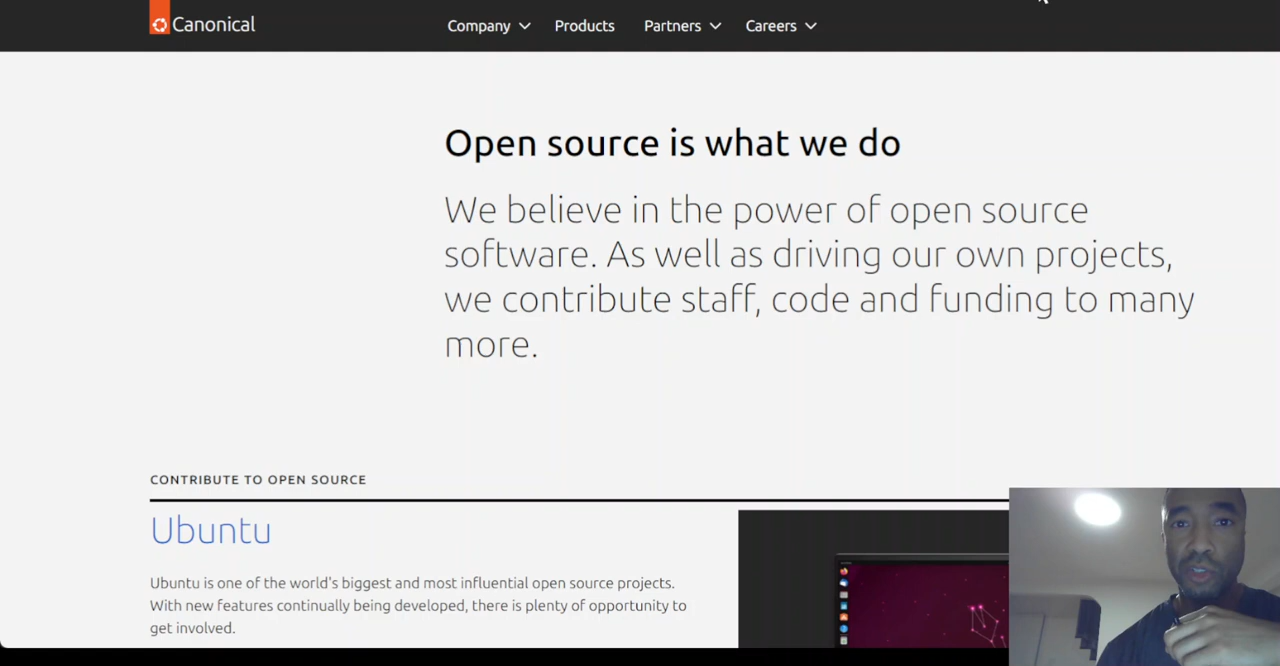 Canonical
Company Products Partners Careers
Open source is what we do
We believe in the power of open source
software. As well as driving our own projects,
we contribute staff, code and funding to many
more.
CONTRIBUTE TO OPEN SOURCE
Ubuntu
Ubuntu is one of the world's biggest and most influential open source projects.
With new features continually being developed, there is plenty of opportunity to
get involved.